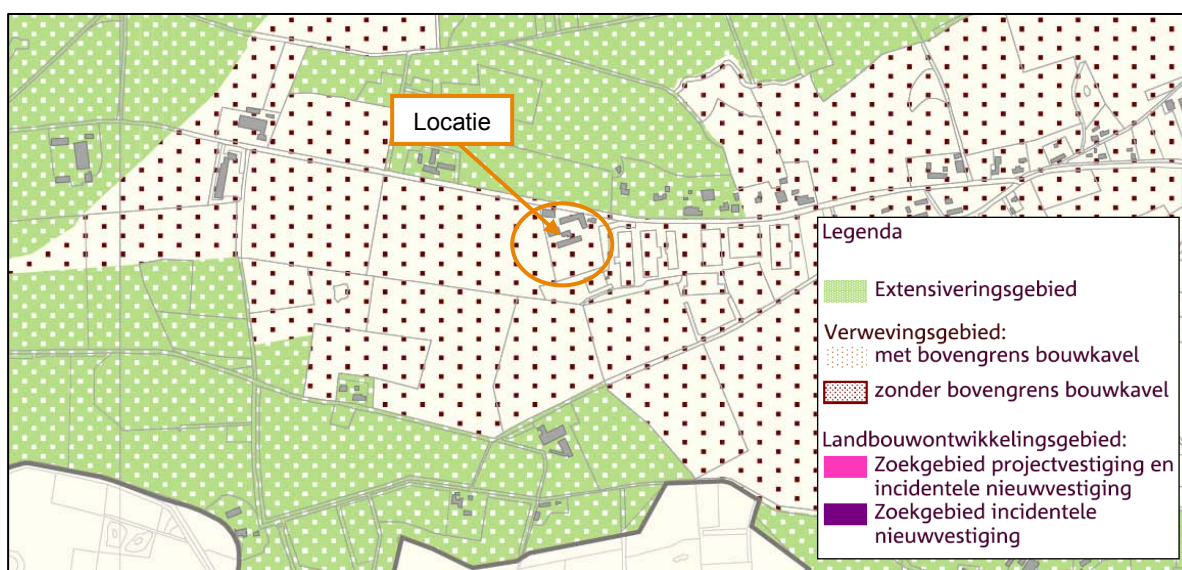 Locatie
Legenda
Extensiveringsgebied
Verwevingsgebied:
met bovengrens bouwkavel
zonder bovengrens bouwkavel
Landbouwontwikkelingsgebied:
Zoekgebied projectvestiging en
incidentele nieuwvestiging
Zoekgebied incidentele
nieuwvestiging